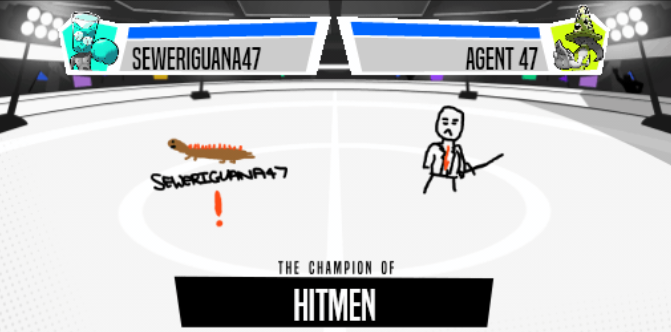 SEWERIGUANA47
AGENT 47
SEWERIGUANA47
!
THE CHAMPION OF
HITMEN